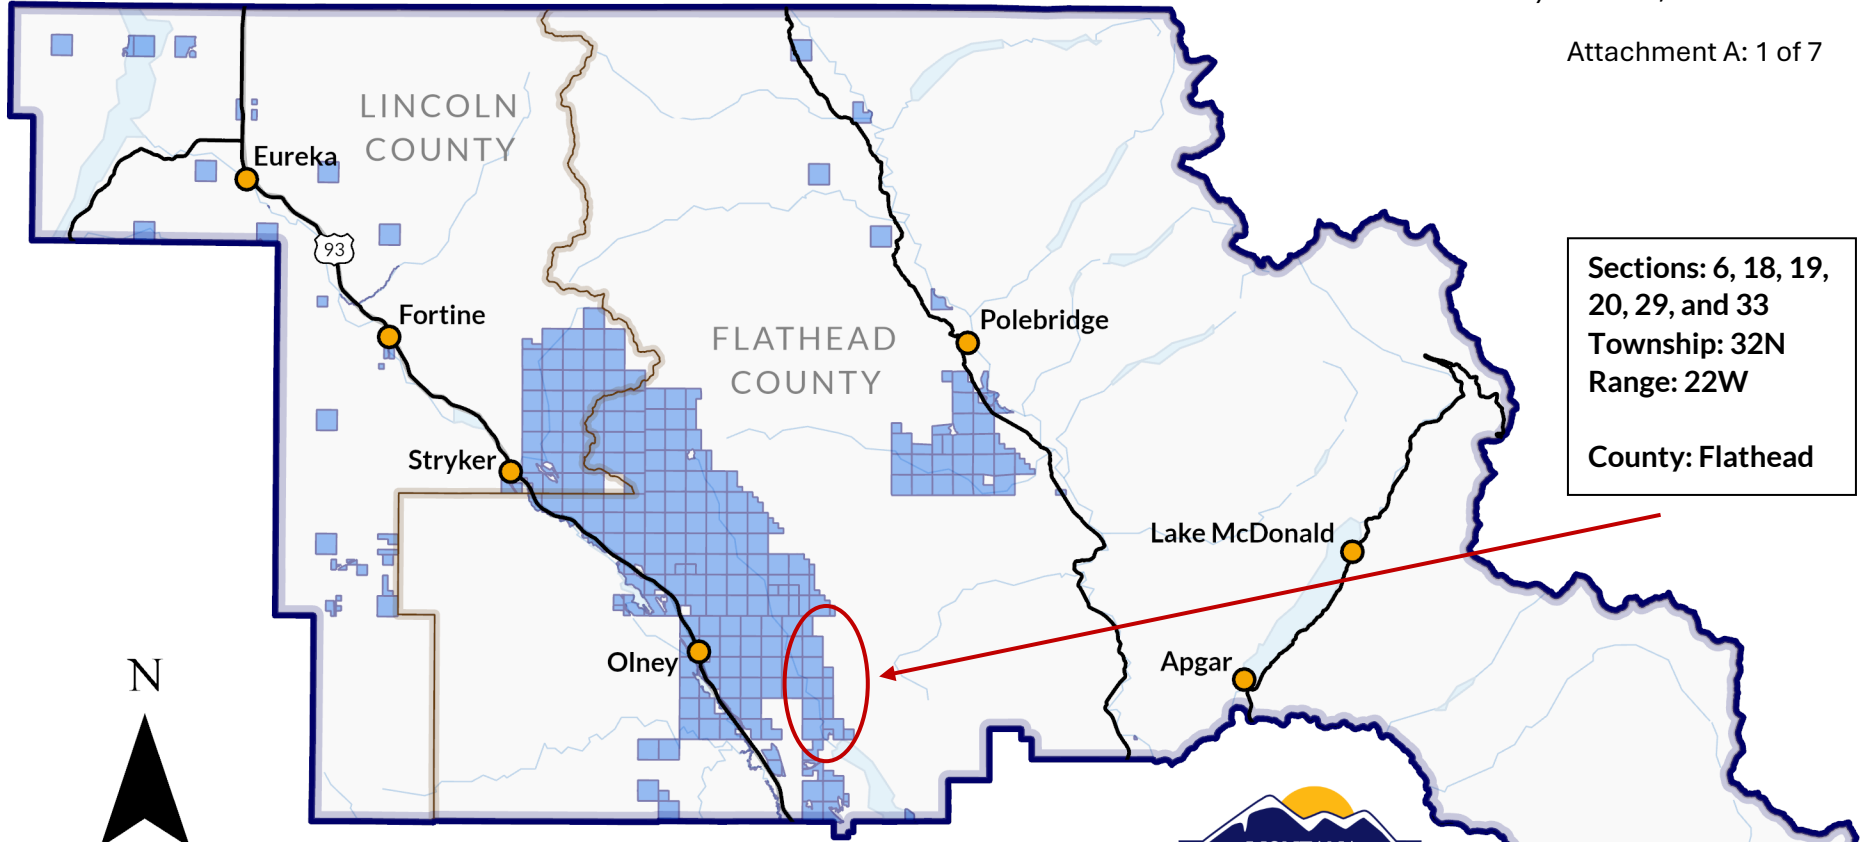 Attachment A: 1 of 7
LINCOLN
COUNTY
Eureka
93
Fortine
FLATHEAD
COUNTY
Polebridge
Sections: 6, 18, 19,
20, 29, and 33
Township: 32N
Range: 22W
County: Flathead
Stryker
Lake McDonald
Olney
Apgar
N